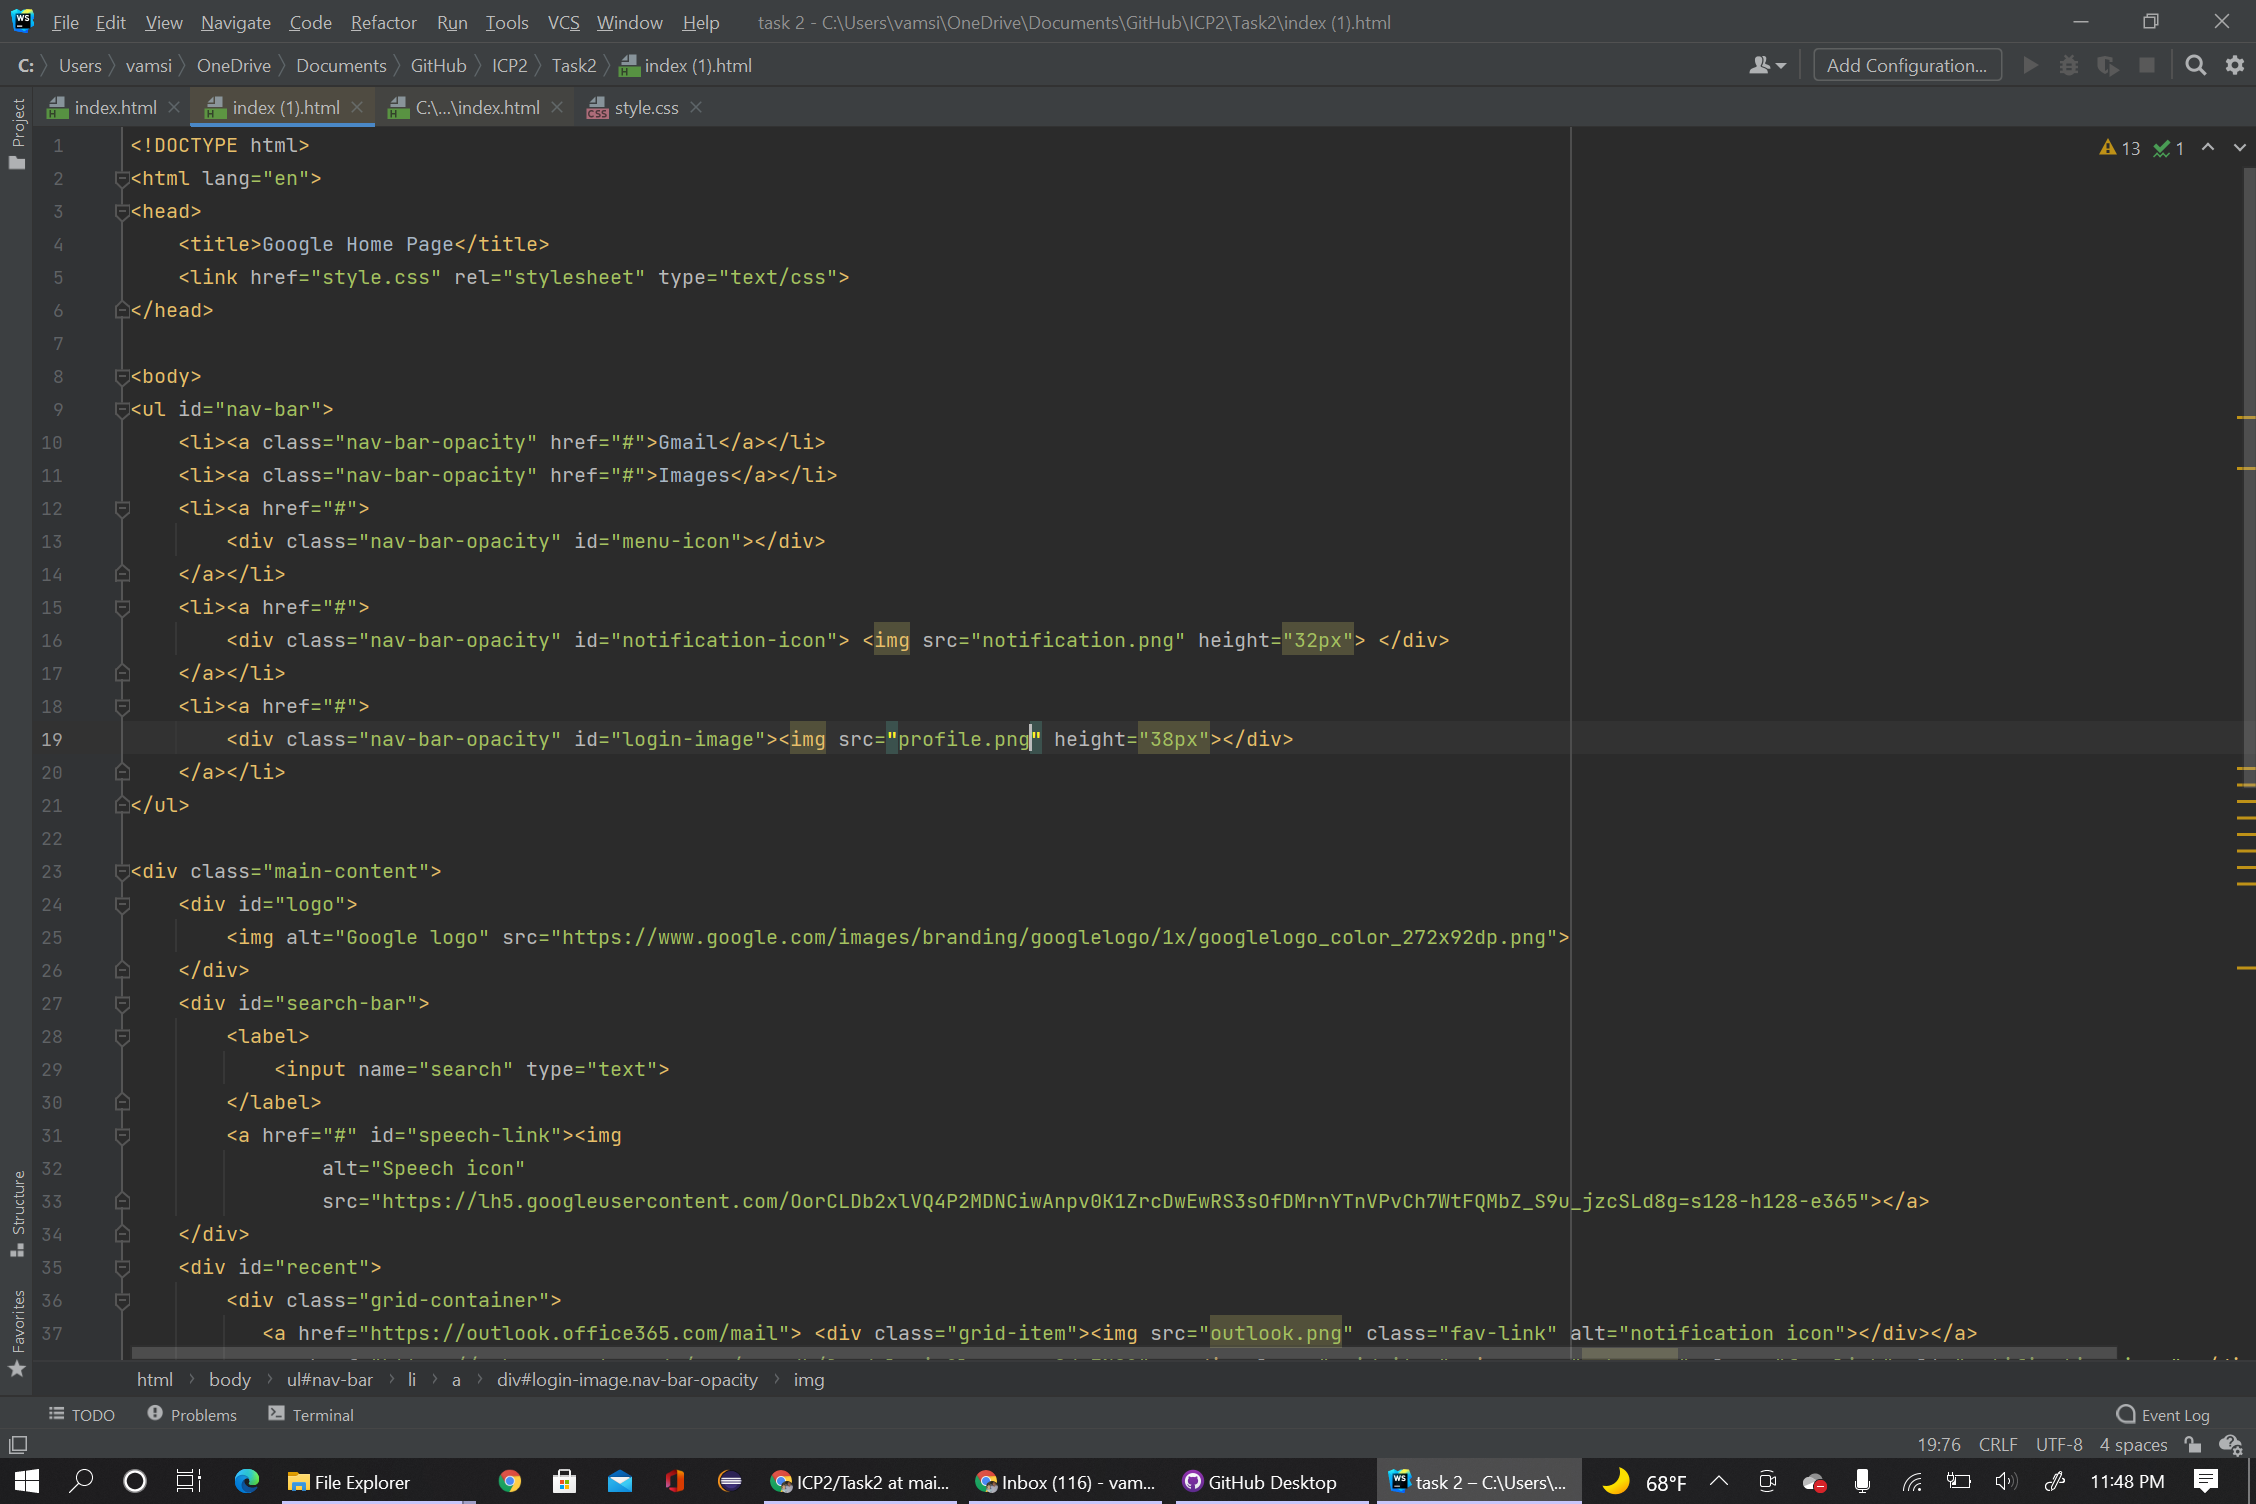 File Edit View Navigate Code Refactor Run Tools VCS Window Help task 2 - C:\Users\vamsi\OneDrive\Documents\GitHub\ICP2\Task2\index (1).html
C: Users vamsi OneDrive Documents GitHub ICP2 Task2 index (1).html Add Configuration...
index.html index (1).html C:\...\index.html style.css
Project
13 1
1 <!DOCTYPE html>
2 <html lang="en">
3 <head>
4 <title>Google Home Page</title>
5 <link href="style.css" rel="stylesheet" type="text/css">
6 </head>
7
8 <body>
9 <ul id="nav-bar">
10 <li><a class="nav-bar-opacity" href="#">Gmail</a></li>
11 <li><a class="nav-bar-opacity" href="#">Images</a></li>
12 <li><a href="#">
13 <div class="nav-bar-opacity" id="menu-icon"></div>
14 </a></li>
15 <li><a href="#">
16 <div class="nav-bar-opacity" id="notification-icon"> <img src="notification.png" height="32px"> </div>
17 </a></li>
18 <li><a href="#">
19 <div class="nav-bar-opacity" id="login-image"><img src="profile.png" height="38px"></div>
20 </a></li>
21 </ul>
22
23 <div class="main-content">
24 <div id="logo">
25 <img alt="Google logo" src="https://www.google.com/images/branding/googlelogo/1x/googlelogo_color_272x92dp.png">
26 </div>
27 <div id="search-bar">
28 <label>
29 <input name="search" type="text">
30 </label>
31 <a href="#" id="speech-link"><img
32 alt="Speech icon"
33 src="https://lh5.googleusercontent.com/OorCLDb2xlVQ4P2MDNCiwAnpv0K1ZrcDwEwRS3sOfDMrnYTnVPvCh7WtFQMbZ_S9u_jzcSLd8g=s128-h128-e365"></a>
34 </div>
35 <div id="recent">
36 <div class="grid-container">
37 <a href="https://outlook.office365.com/mail"> <div class="grid-item"><img src="outlook.png" class="fav-link" alt="notification icon"></div></a>
Structure
Favorites
html body ul#nav-bar li a div#login-image.nav-bar-opacity img
TODO Problems Terminal Event Log
19:76 CRLF UTF-8 4 spaces
File Explorer ICP2/Task2 at mai... Inbox (116) - vam... GitHub Desktop task 2 – C:\Users\... 68°F 11:48 PM